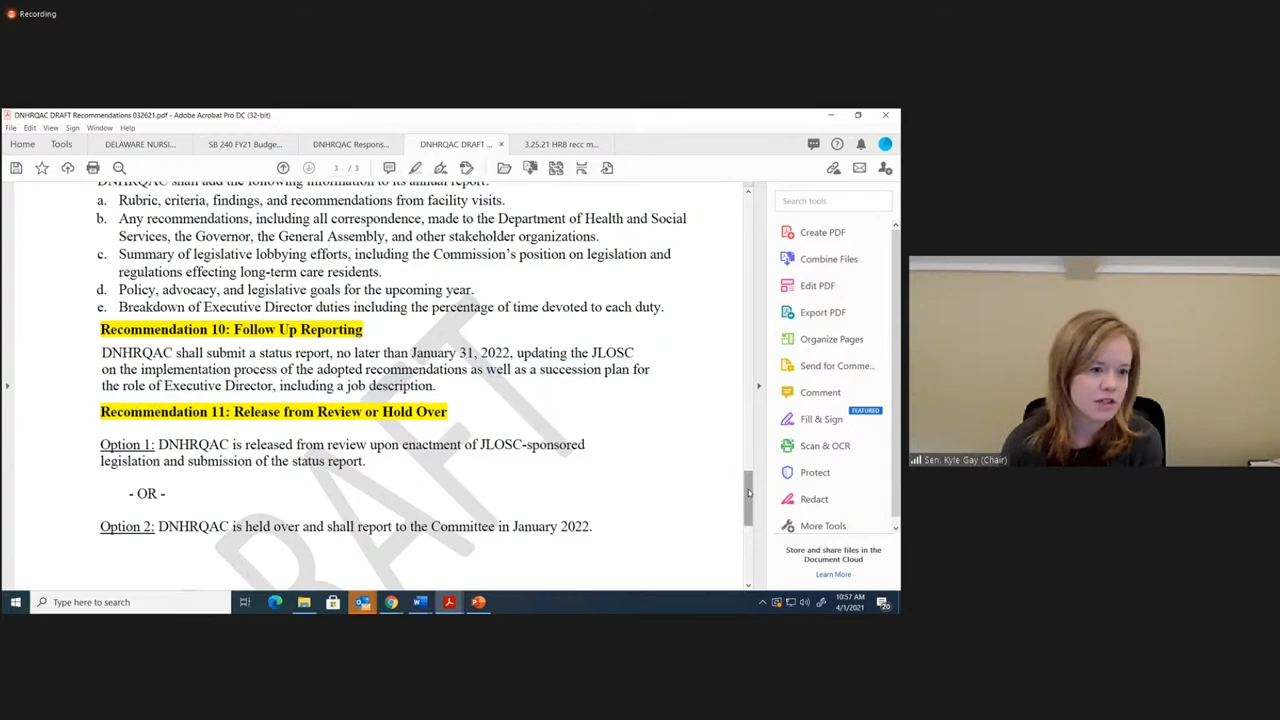 Recording
DNHRQAC DRAFT Recommendations 032621.pdf - Adobe Acrobat Pro DC (32-bit)
File Edit View Sign Window Help
Home Tools DELAWARE NURSI... SB 240 FY21 Budge... DNHRQAC Respons... DNHRQAC DRAFT ... × 3.25.21 HRB recc m...
3 / 3
DNHRQAC shall add the following information to its annual report:
a. Rubric, criteria, findings, and recommendations from facility visits.
b. Any recommendations, including all correspondence, made to the Department of Health and Social
Services, the Governor, the General Assembly, and other stakeholder organizations.
c. Summary of legislative lobbying efforts, including the Commission's position on legislation and
regulations effecting long-term care residents.
d. Policy, advocacy, and legislative goals for the upcoming year.
e. Breakdown of Executive Director duties including the percentage of time devoted to each duty.
Recommendation 10: Follow Up Reporting
DNHRQAC shall submit a status report, no later than January 31, 2022, updating the JLOSC
on the implementation process of the adopted recommendations as well as a succession plan for
the role of Executive Director, including a job description.
Recommendation 11: Release from Review or Hold Over
Option 1: DNHRQAC is released from review upon enactment of JLOSC-sponsored
legislation and submission of the status report.
- OR -
Option 2: DNHRQAC is held over and shall report to the Committee in January 2022.
DRAFT
Search tools
Create PDF
Combine Files
Edit PDF
Export PDF
Organize Pages
Send for Comme...
Comment
Fill & Sign
FEATURED
Scan & OCR
Protect
Redact
More Tools
Store and share files in the
Document Cloud
Learn More
Sen. Kyle Gay (Chair)
Type here to search
10:57 AM
4/1/2021
20